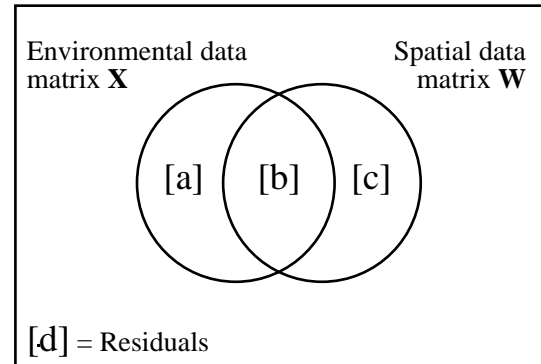 Environmental data
matrix X
Spatial data
matrix W
[a]
[b]
[c]
[d] = Residuals